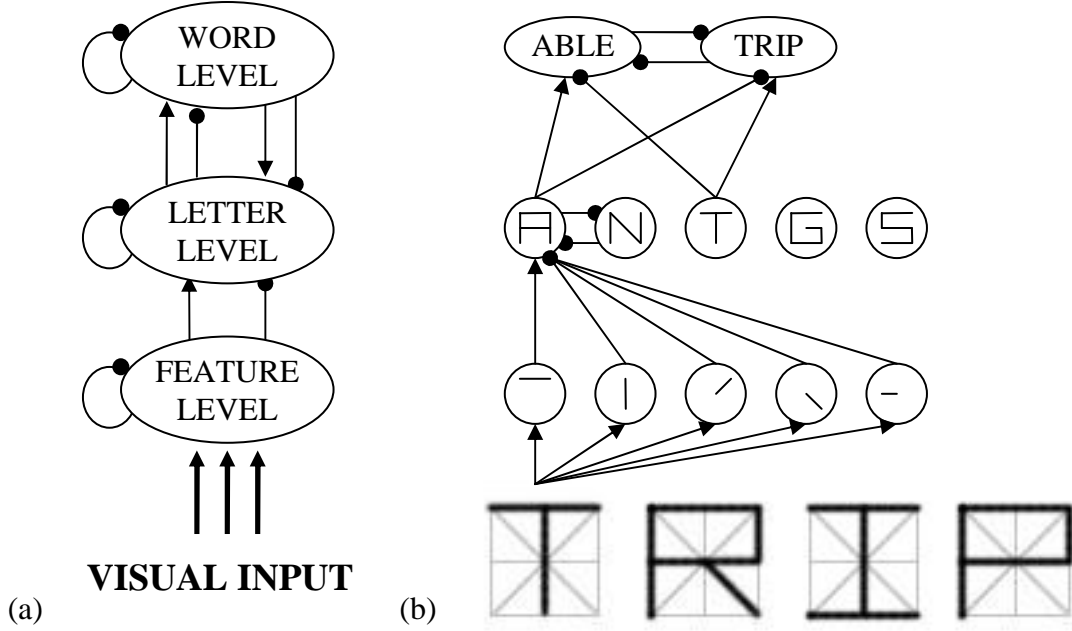 WORD
LEVEL
LETTER
LEVEL
FEATURE
LEVEL
VISUAL INPUT
(a)
ABLE TRIP
A N T G S
T R I P
(b)